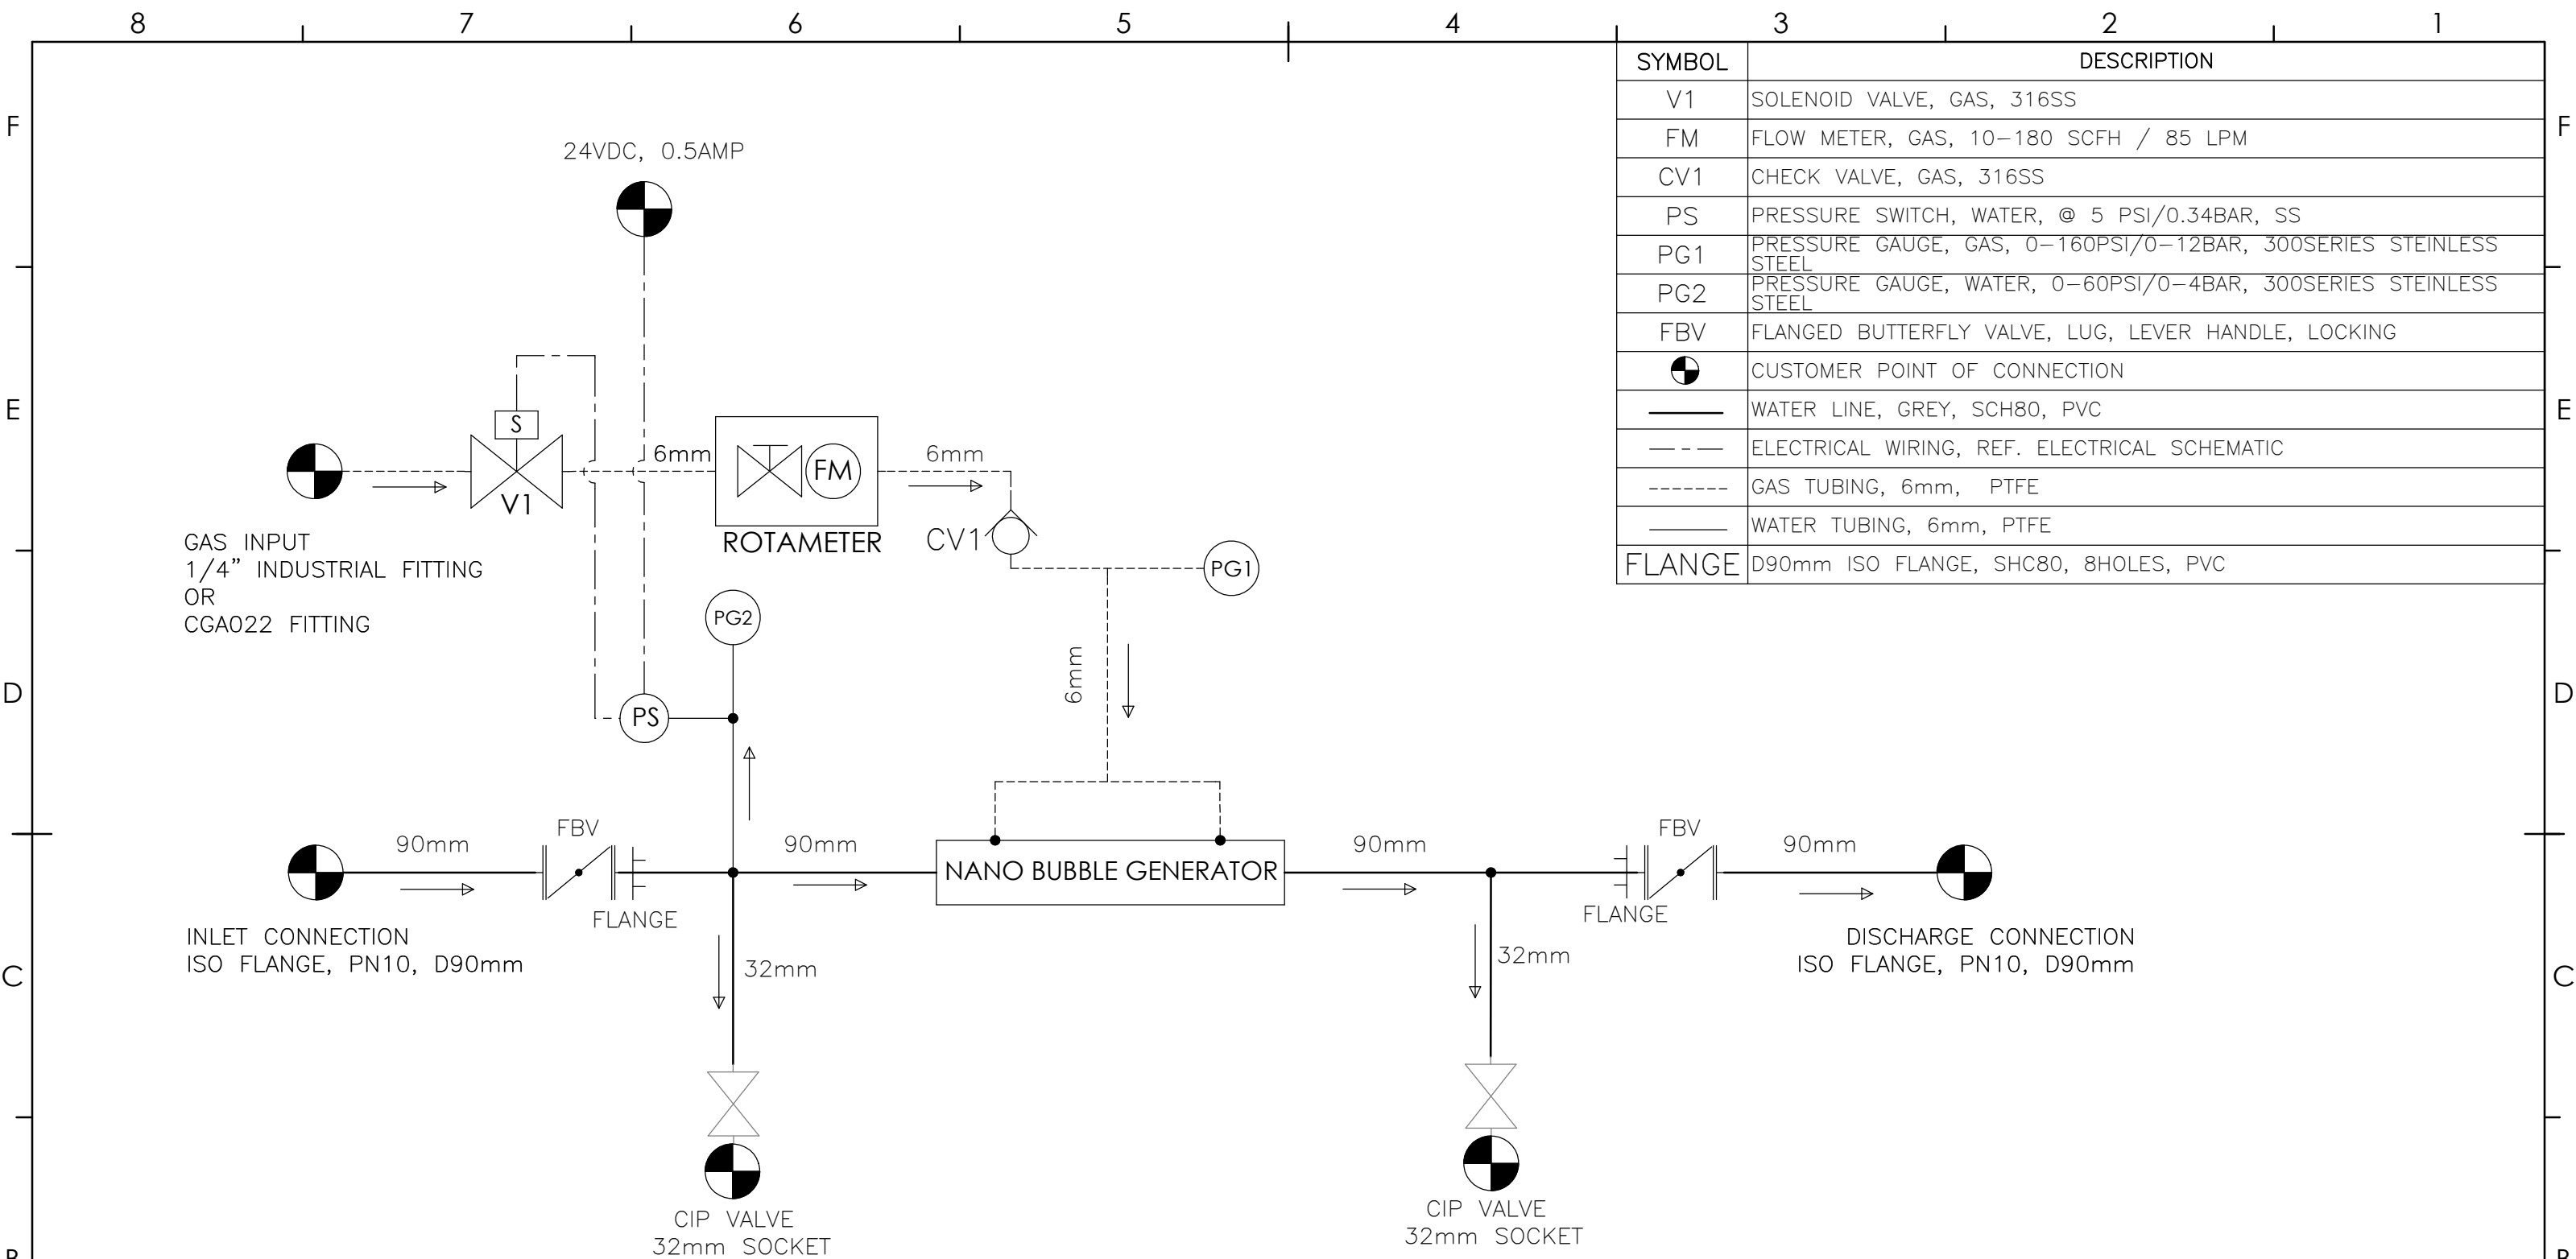 8 7 6 5 4 3 2 1
SYMBOL DESCRIPTION
V1 SOLENOID VALVE, GAS, 316SS
FM FLOW METER, GAS, 10-180 SCFH / 85 LPM
CV1 CHECK VALVE, GAS, 316SS
PS PRESSURE SWITCH, WATER, @ 5 PSI/0.34BAR, SS
PG1 PRESSURE GAUGE, GAS, 0-160PSI/0-12BAR, 300SERIES STEINLESS
STEEL
PG2 PRESSURE GAUGE, WATER, 0-60PSI/0-4BAR, 300SERIES STEINLESS
STEEL
FBV FLANGED BUTTERFLY VALVE, LUG, LEVER HANDLE, LOCKING
CUSTOMER POINT OF CONNECTION
WATER LINE, GREY, SCH80, PVC
ELECTRICAL WIRING, REF. ELECTRICAL SCHEMATIC
GAS TUBING, 6mm, PTFE
WATER TUBING, 6mm, PTFE
FLANGE D90mm ISO FLANGE, SHC80, 8HOLES, PVC
F F
24VDC, 0.5AMP
E E
S
V1
6mm
FM
ROTAMETER
6mm
CV1
PG1
GAS INPUT
1/4" INDUSTRIAL FITTING
OR
CGA022 FITTING
PG2
6mm
D D
PS
90mm
FBV
FLANGE
90mm
NANO BUBBLE GENERATOR
90mm
FBV
FLANGE
90mm
INLET CONNECTION
ISO FLANGE, PN10, D90mm
DISCHARGE CONNECTION
ISO FLANGE, PN10, D90mm
C C
32mm
32mm
CIP VALVE
32mm SOCKET
CIP VALVE
32mm SOCKET
B B